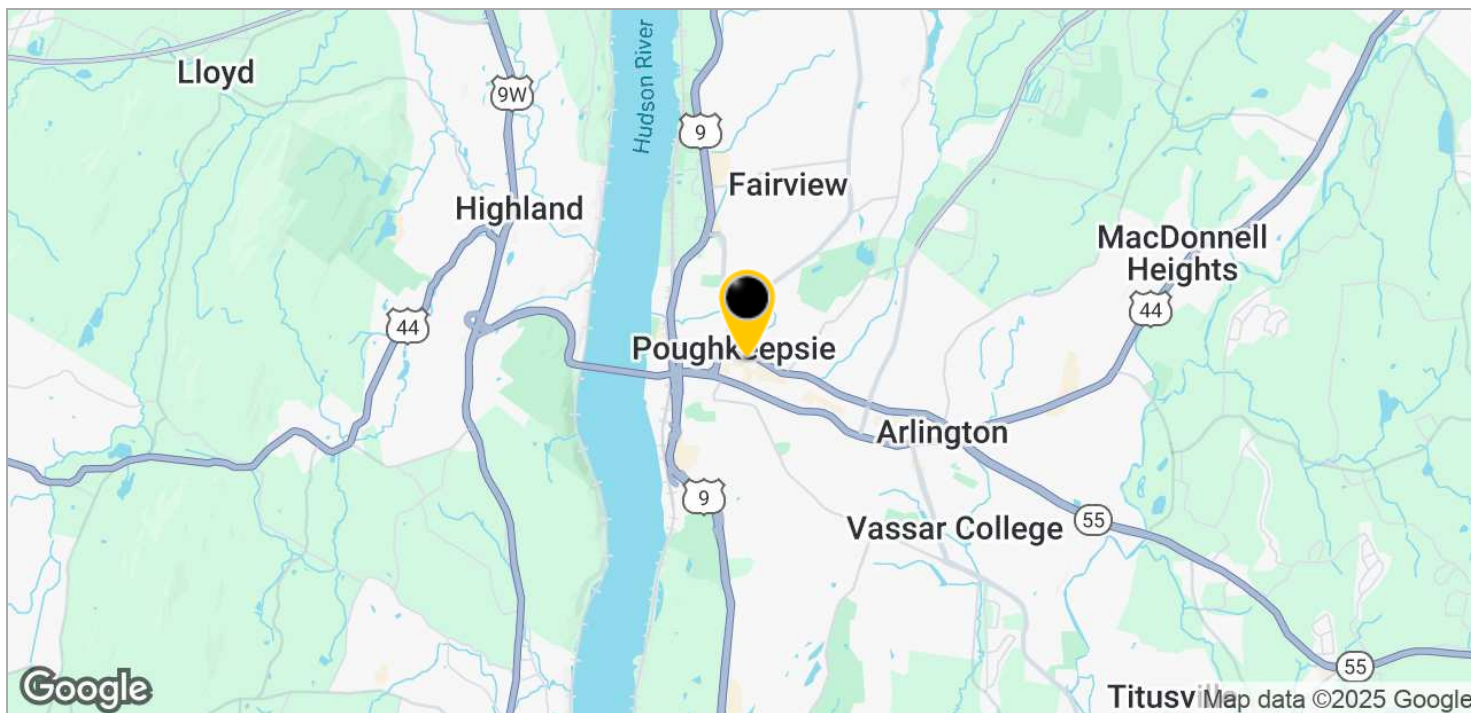 Lloyd
9W
Hudson River
9
Fairview
Highland
MacDonnell
Heights
44
44
Poughkeepsie
Arlington
9
Vassar College
55
55
Google
Titusville
Map data ©2025 Google